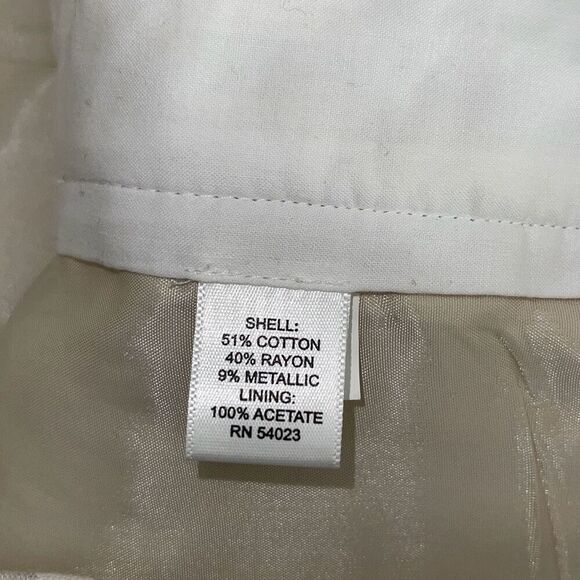 SHELL:
51% COTTON
40% RAYON
9% METALLIC
LINING:
100% ACETATE
RN 54023